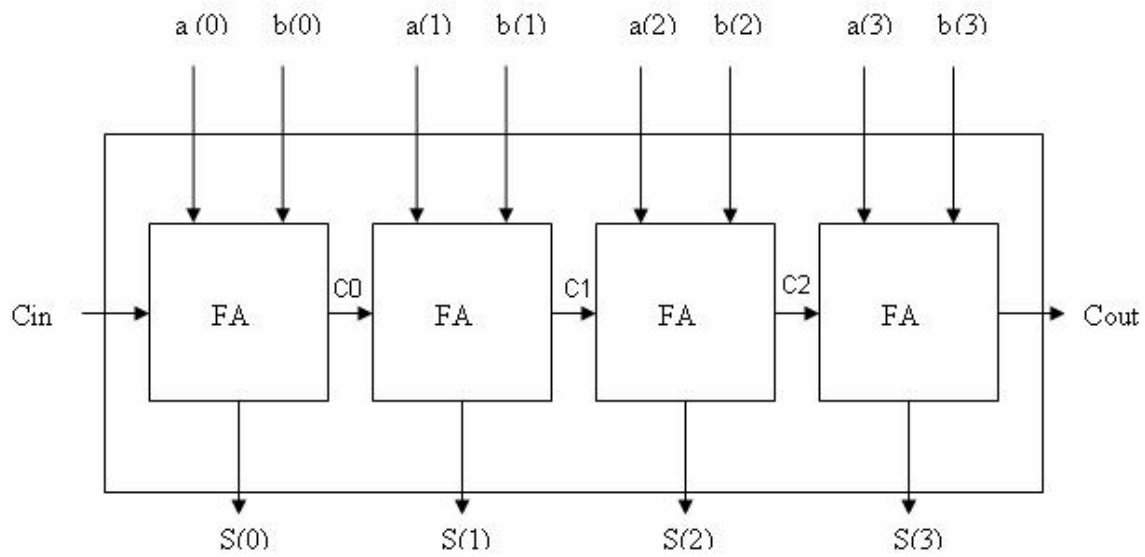 a (0) b(0) a(1) b(1) a(2) b(2) a(3) b(3)
Cin FA C0 FA C1 FA C2 FA Cout
S(0) S(1) S(2) S(3)